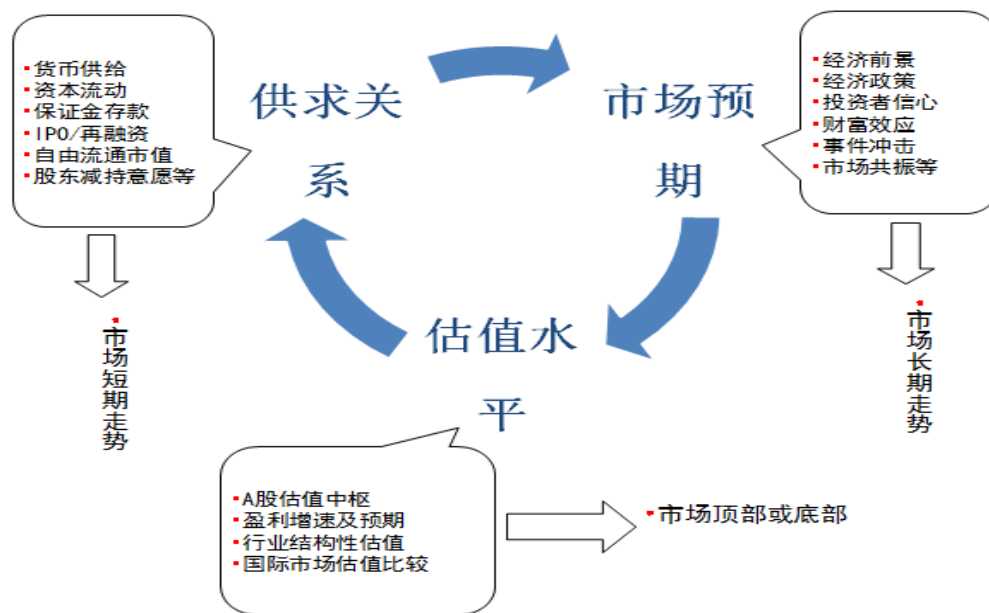 货币供给
资本流动
保证金存款
IPO/再融资
自由流通市值
股东减持意愿等
供求关
系
市场预
期
经济前景
经济政策
投资者信心
财富效应
事件冲击
市场共振等
市场短期走势
估值水
平
市场长期走势
A股估值中枢
盈利增速及预期
行业结构性估值
国际市场估值比较
市场顶部或底部